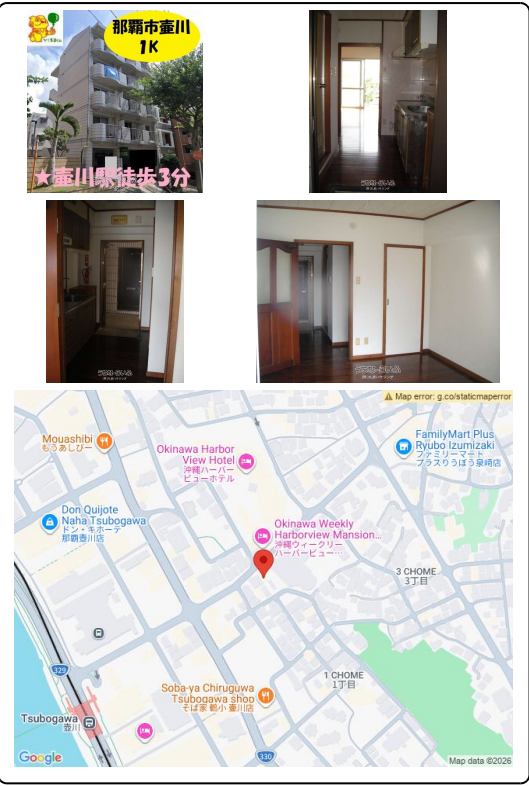 那覇市壷川
1K
★壷川駅徒歩3分
Map error: g.co/staticmaperror
Mouashibi
もうあしびー
Okinawa Harbor
View Hotel
沖縄ハーバー
ビューホテル
FamilyMart Plus
Ryubo Izumizaki
ファミリーマート
プラスりうぼう泉崎店
Don Quijote
Naha Tsubogawa
ドン・キホーテ
那覇壷川店
Okinawa Weekly
Harborview Mansion...
沖縄ウィークリー
ハーバービュー…
3 CHOME
3丁目
329
1 CHOME
1丁目
Soba-ya Chiruguwa
Tsubogawa shop
そば家 鶴小 壷川店
Tsubogawa
壺川
330
Google
Map data ©2026